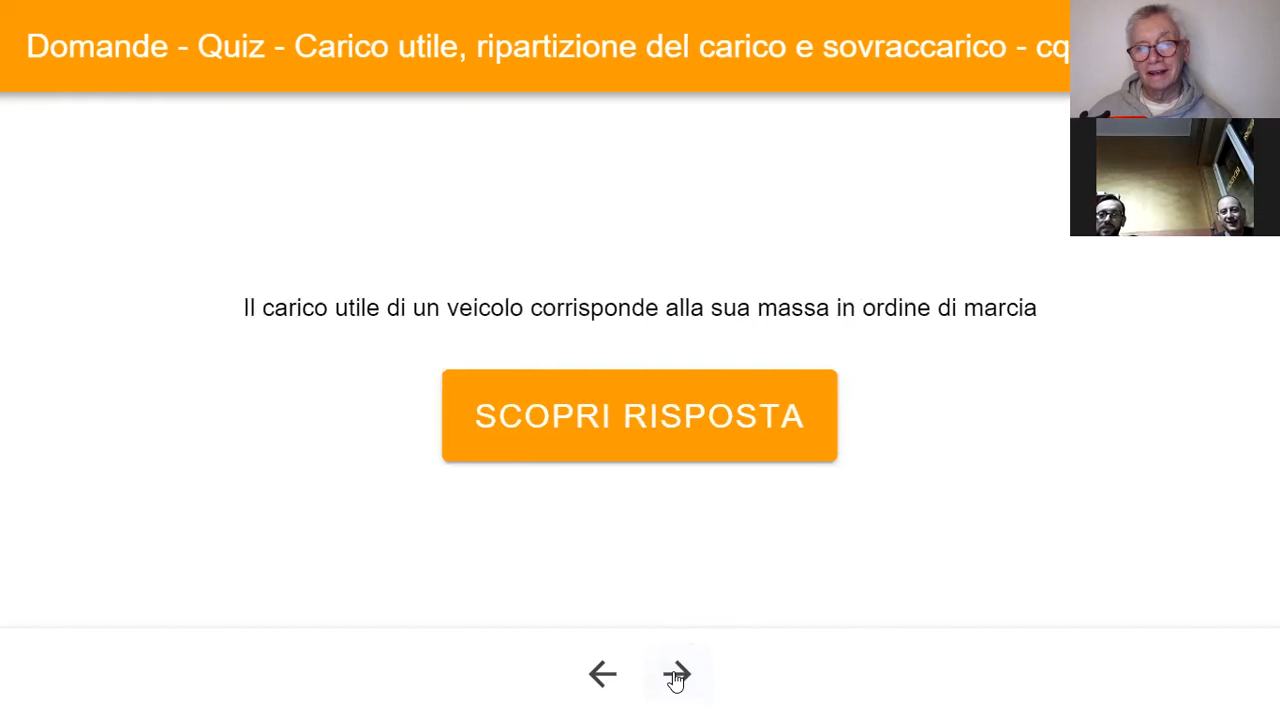 Domande - Quiz - Carico utile, ripartizione del carico e sovraccarico - cq
Il carico utile di un veicolo corrisponde alla sua massa in ordine di marcia
SCOPRI RISPOSTA